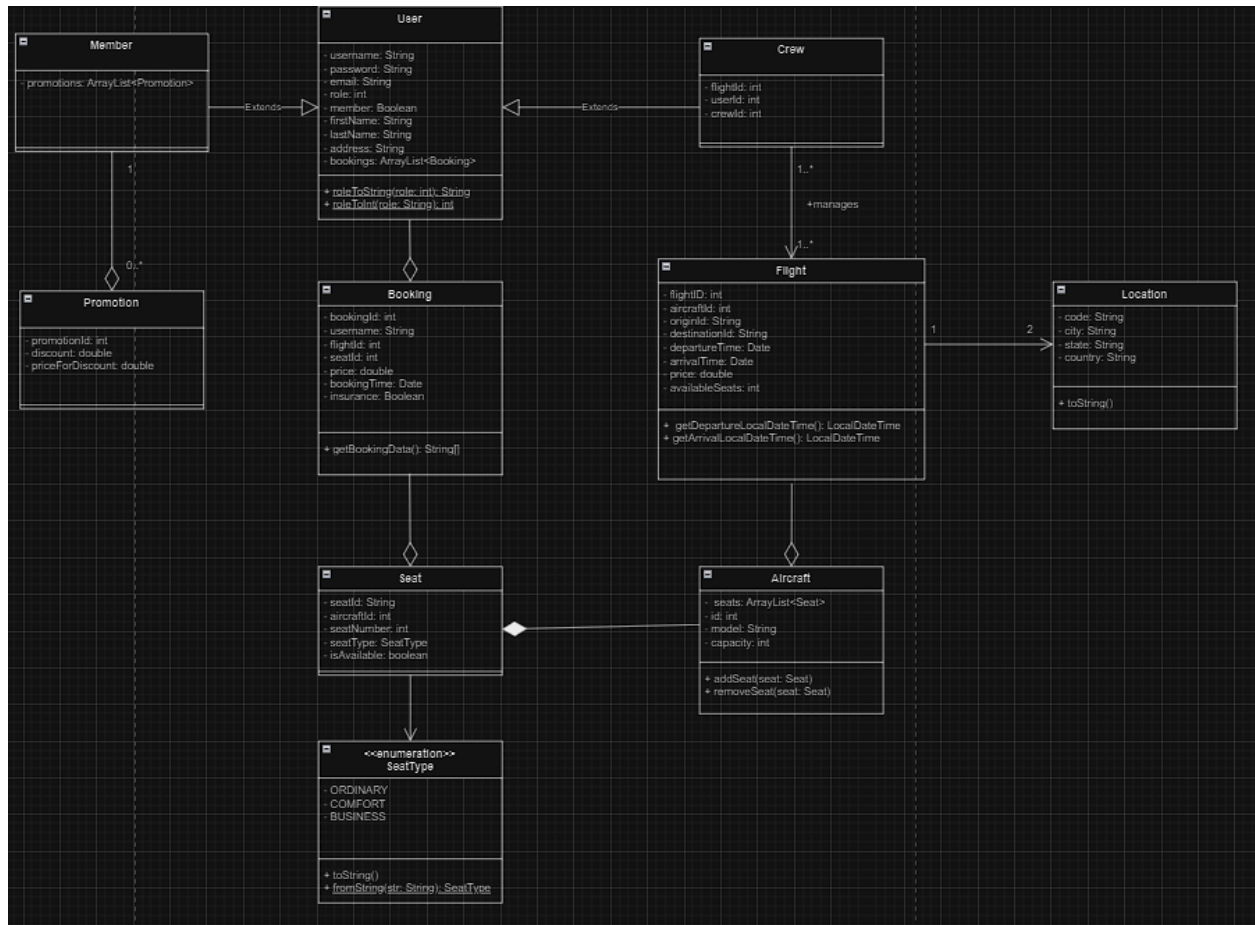 Member
- promotions: ArrayList<Promotion>
User
- username: String
- password: String
- email: String
- role: int
- member: Boolean
- firstName: String
- lastName: String
- address: String
- bookings: ArrayList<Booking>
+ roleToString(role: int): String
+ roleToInt(role: String): int
Crew
- flightId: int
- userId: int
- crewId: int
Extends
Extends
1
0..*
1..*
+manages
1..*
Promotion
- promotionId: int
- discount: double
- priceForDiscount: double
Booking
- bookingId: int
- username: String
- flightId: int
- seatId: int
- price: double
- bookingTime: Date
- insurance: Boolean
+ getBookingData(): String[]
Flight
- flightID: int
- aircraftId: int
- originId: String
- destinationId: String
- departureTime: Date
- arrivalTime: Date
- price: double
- availableSeats: int
+ getDepartureLocalDateTime(): LocalDateTime
+ getArrivalLocalDateTime(): LocalDateTime
1
2
Location
- code: String
- city: String
- state: String
- country: String
+ toString()
Seat
- seatId: String
- aircraftId: int
- seatNumber: int
- seatType: SeatType
- isAvailable: boolean
Aircraft
- seats: ArrayList<Seat>
- id: int
- model: String
- capacity: int
+ addSeat(seat: Seat)
+ removeSeat(seat: Seat)
<<enumeration>>
SeatType
- ORDINARY
- COMFORT
- BUSINESS
+ toString()
+ fromString(str: String): SeatType